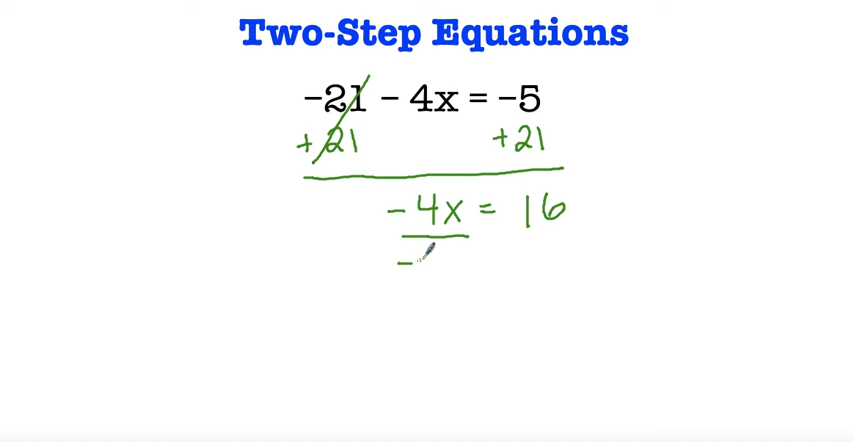 Two-Step Equations
-21 - 4x = -5
+21 +21
-4x = 16
-